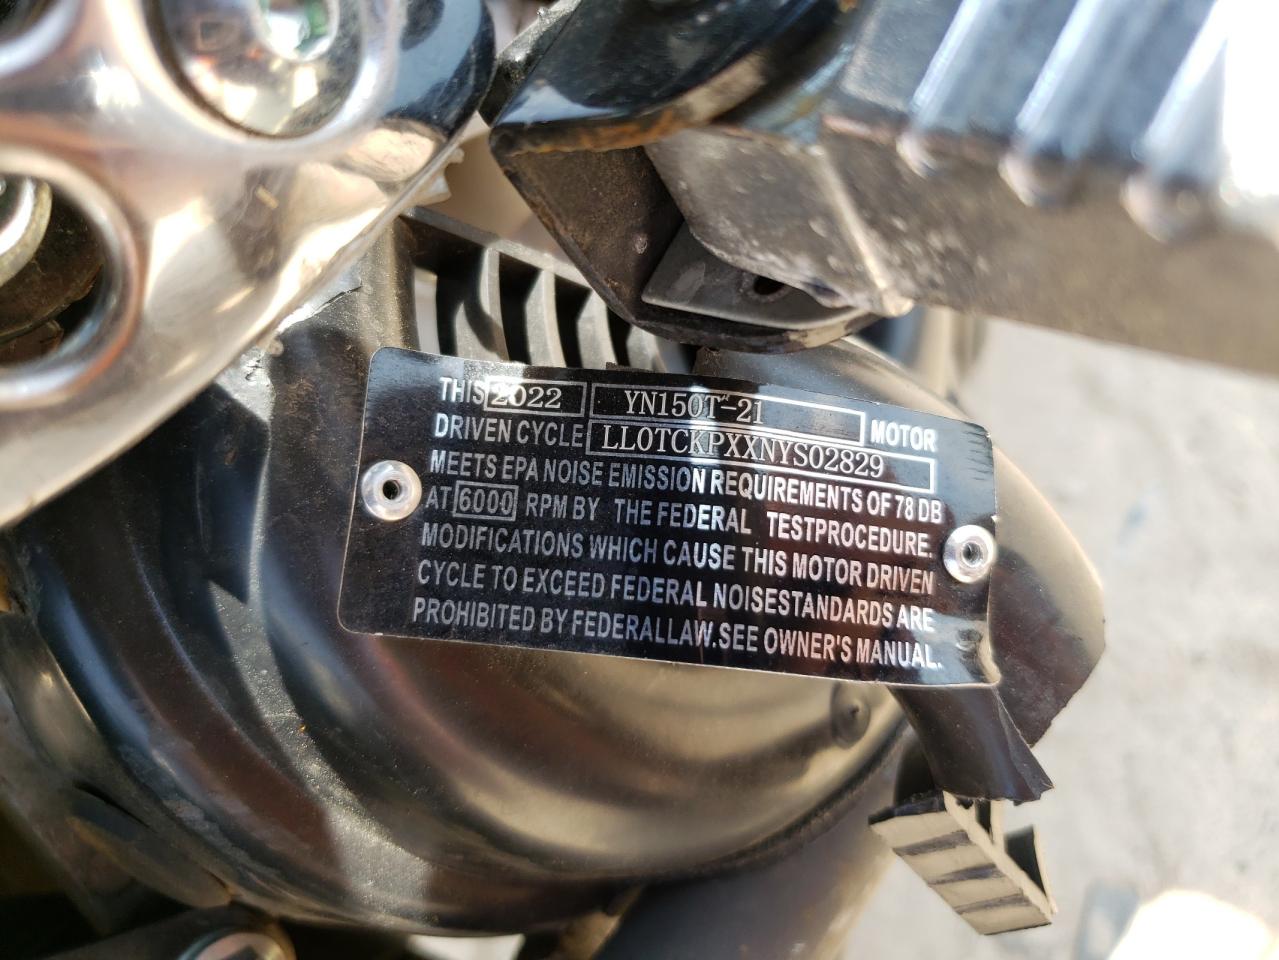 THIS 2022 YN150T-21 MOTOR
DRIVEN CYCLE LL0TCKPXXNYS02829
MEETS EPA NOISE EMISSION REQUIREMENTS OF 78 DB
AT 6000 RPM BY THE FEDERAL TESTPROCEDURE.
MODIFICATIONS WHICH CAUSE THIS MOTOR DRIVEN
CYCLE TO EXCEED FEDERAL NOISESTANDARDS ARE
PROHIBITED BY FEDERALLAW.SEE OWNER'S MANUAL.